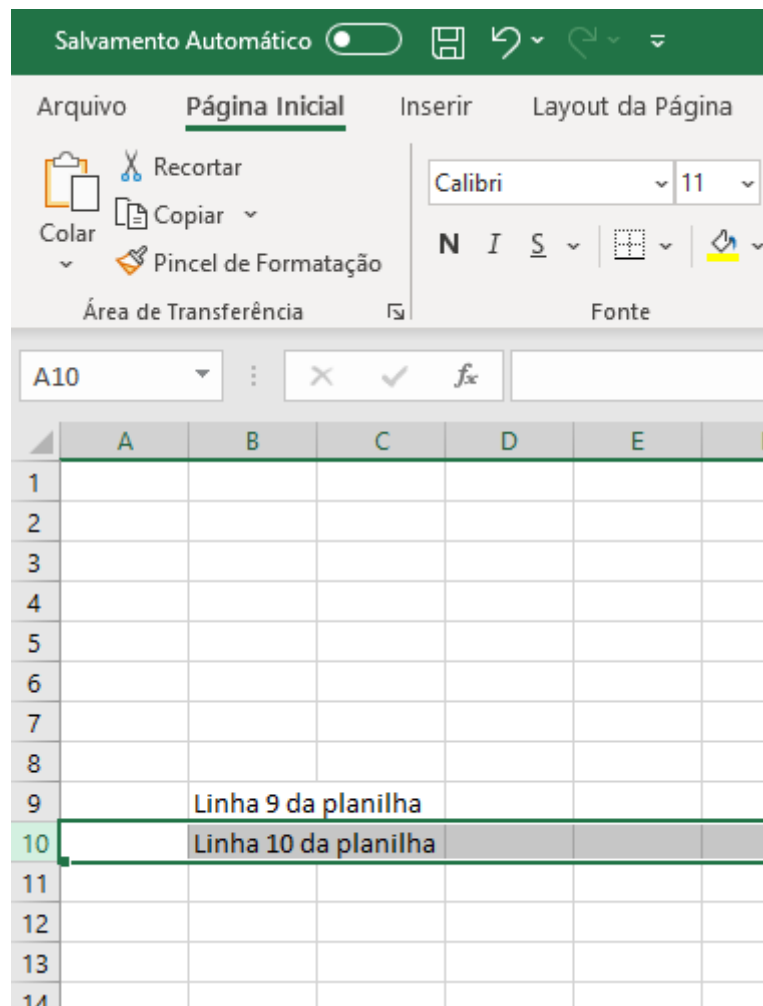 Salvamento Automático
Arquivo Página Inicial Inserir Layout da Página
Recortar
Copiar
Colar
Pincel de Formatação
Área de Transferência
Calibri 11
N I S
Fonte
A10 fx
A B C D E
1
2
3
4
5
6
7
8
9 Linha 9 da planilha
10 Linha 10 da planilha
11
12
13
14